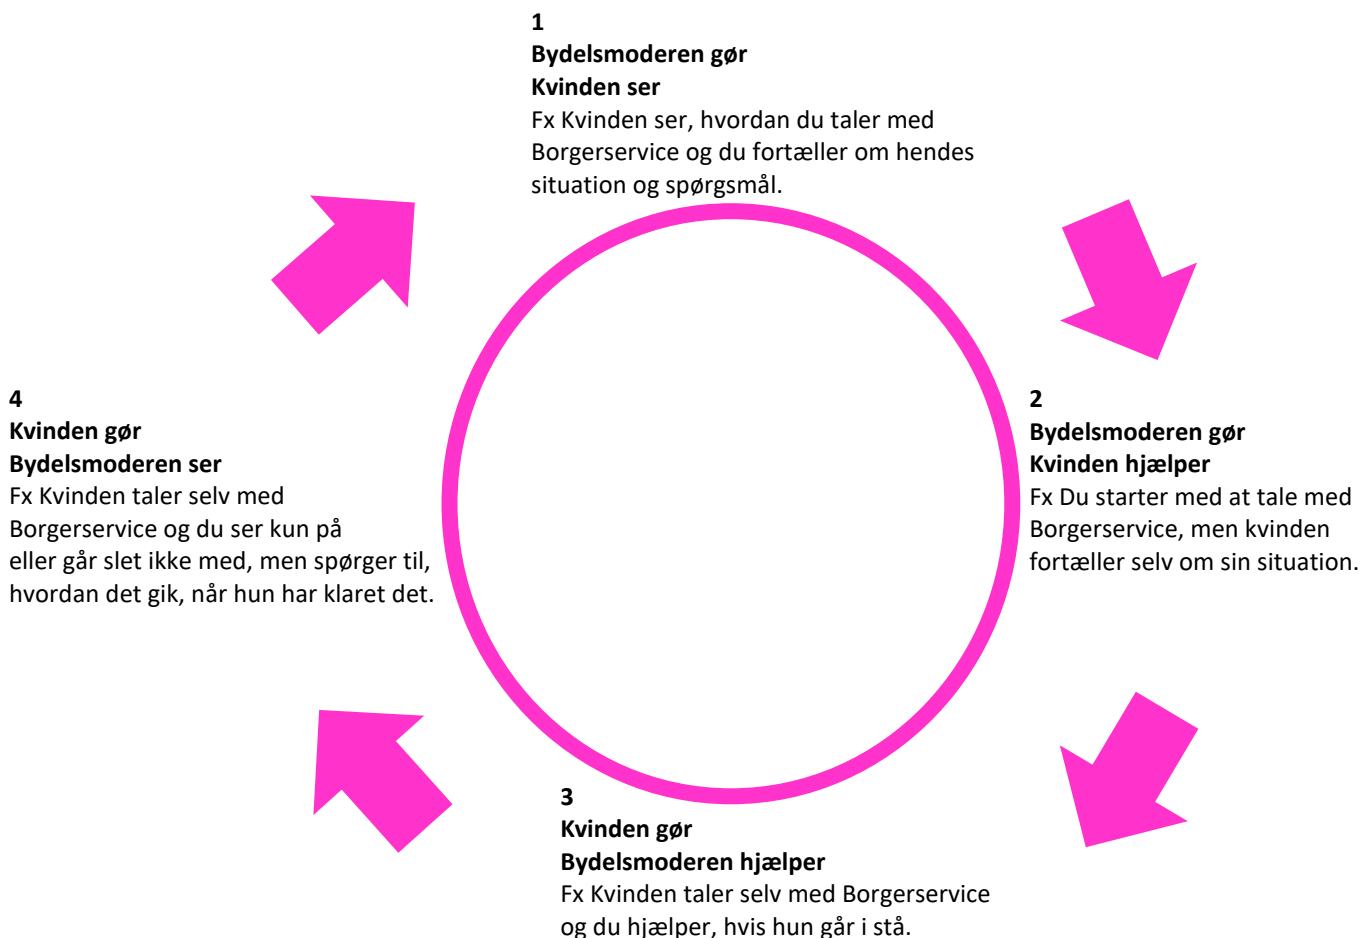 1
Bydelsmoderen gør
Kvinden ser
Fx Kvinden ser, hvordan du taler med
Borgerservice og du fortæller om hendes
situation og spørgsmål.
2
Bydelsmoderen gør
Kvinden hjælper
Fx Du starter med at tale med
Borgerservice, men kvinden
fortæller selv om sin situation.
3
Kvinden gør
Bydelsmoderen hjælper
Fx Kvinden taler selv med Borgerservice
og du hjælper, hvis hun går i stå.
4
Kvinden gør
Bydelsmoderen ser
Fx Kvinden taler selv med
Borgerservice og du ser kun på
eller går slet ikke med, men spørger til,
hvordan det gik, når hun har klaret det.